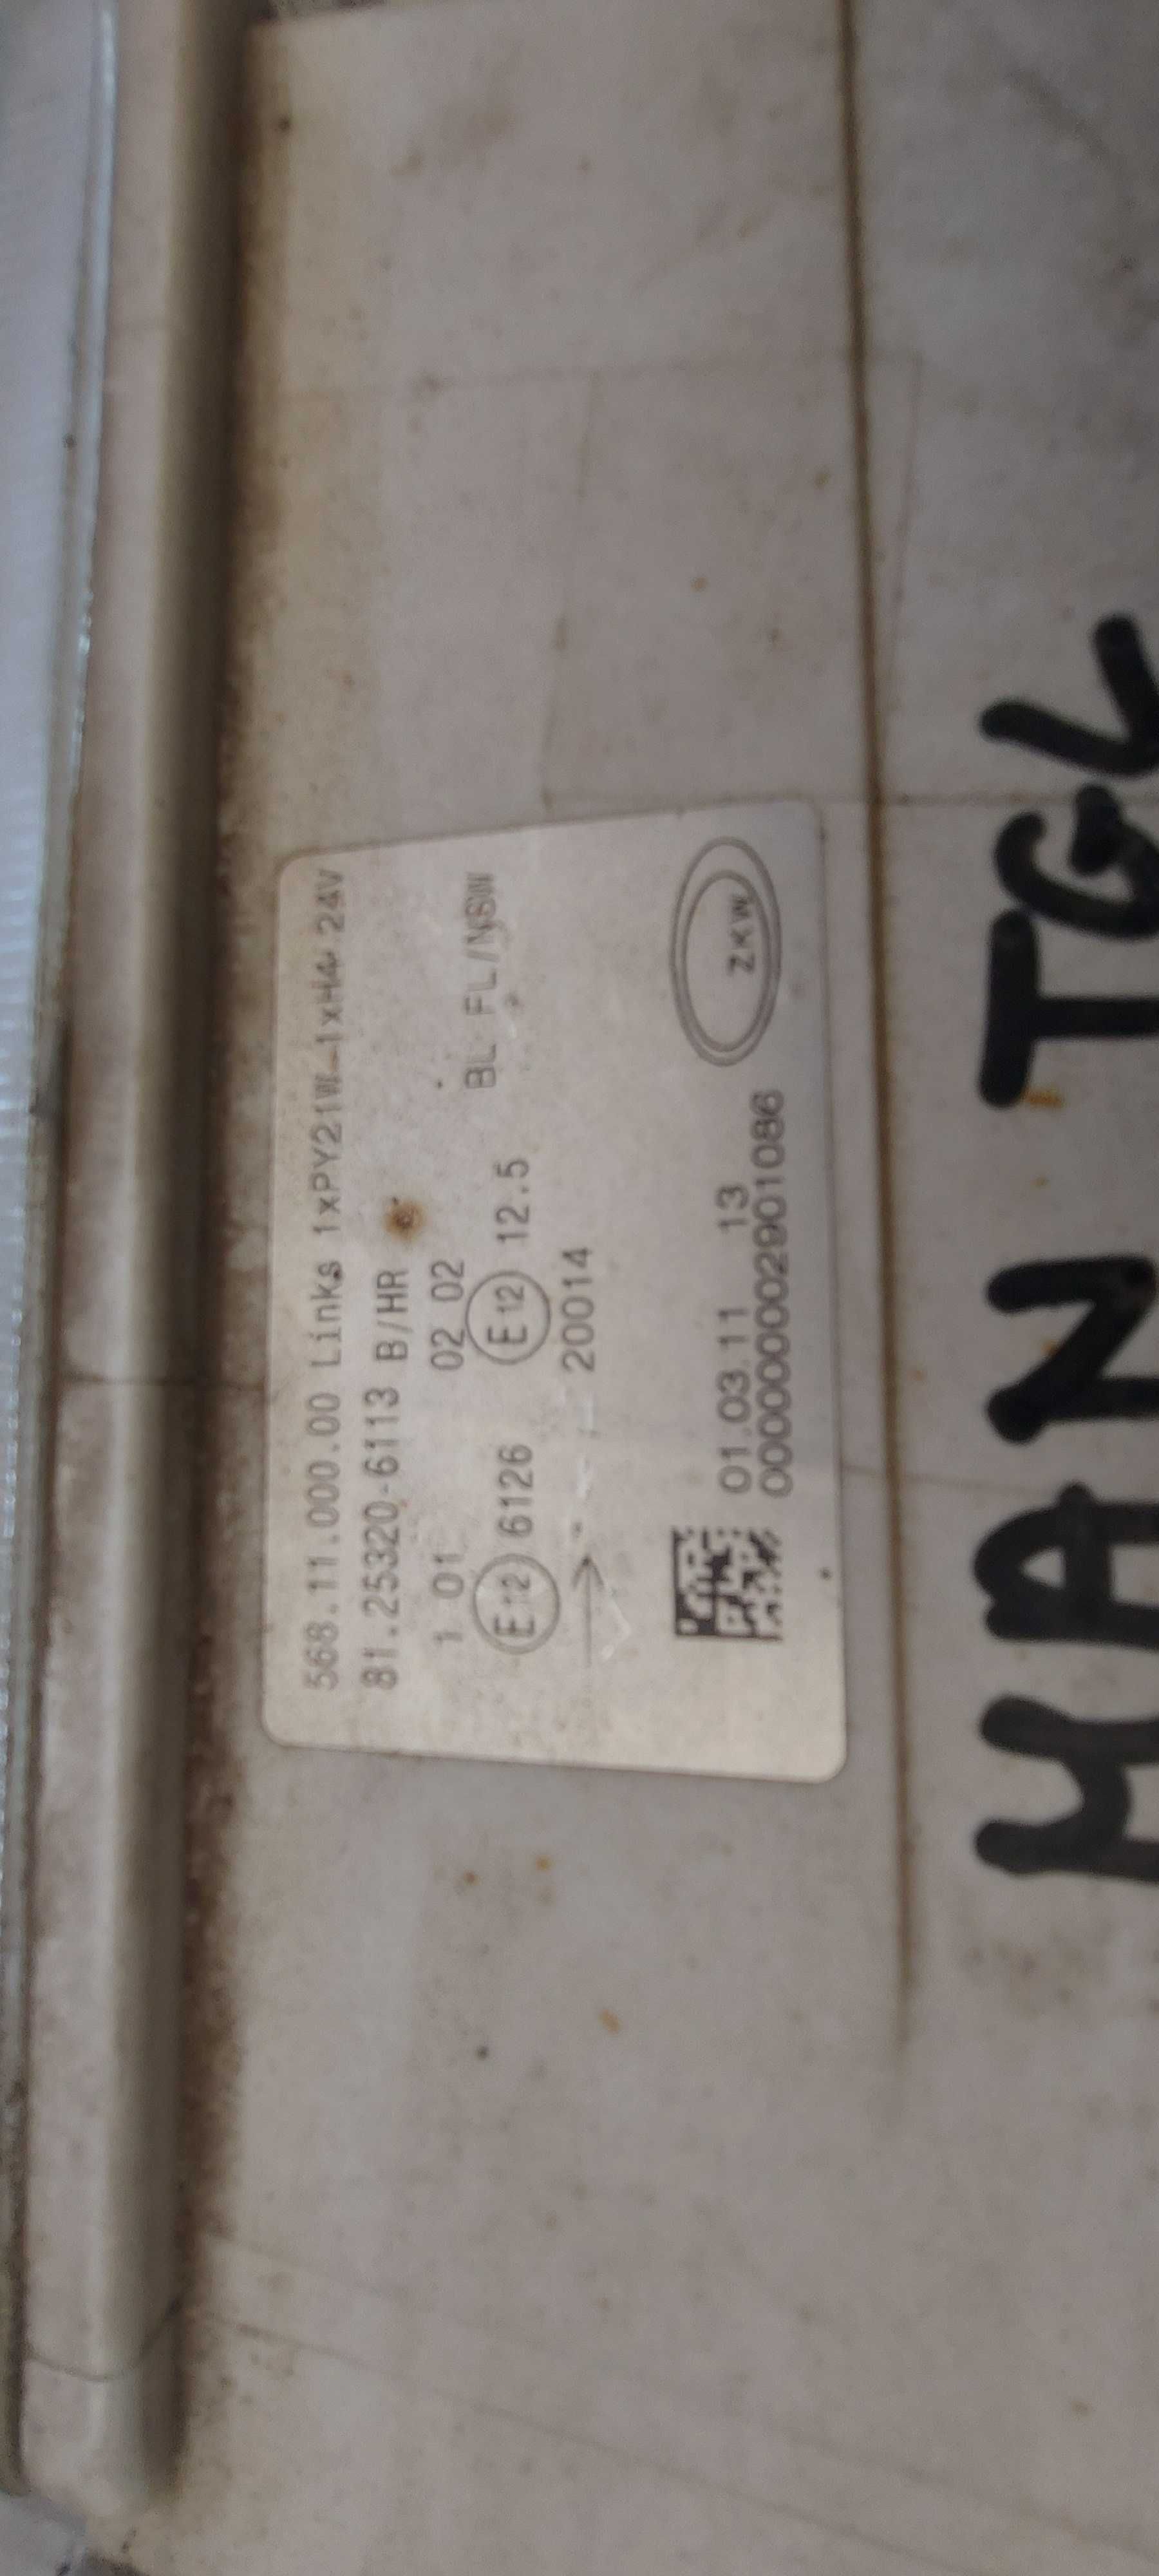 568.11.000.00 Links 1xPY21W-1xH4 24V
81.25320-6113 B/HR
1 01 02 02
E12 6126 E12 12.5 BL FL/NSW
20014
01.03.11 13
0000000002901086
ZKW
MAN TGL